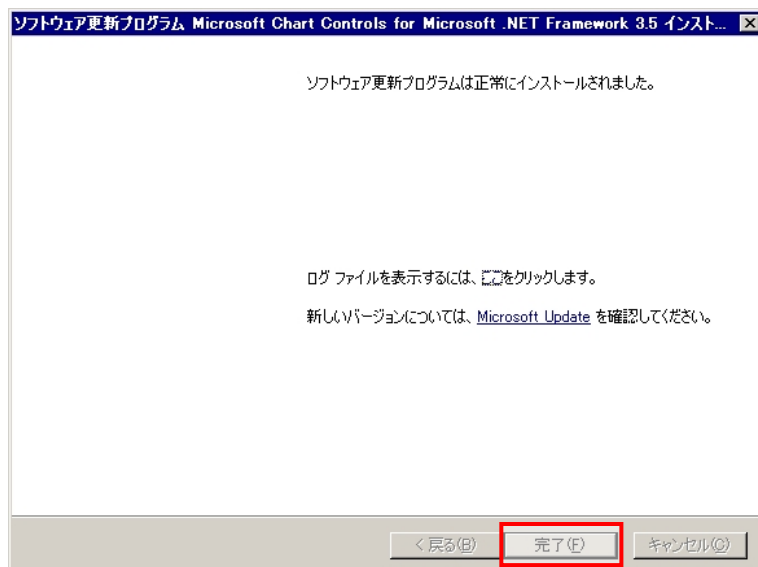 ソフトウェア更新プログラム Microsoft Chart Controls for Microsoft .NET Framework 3.5 インスト...
ソフトウェア更新プログラムは正常にインストールされました。
ログ ファイルを表示するには、ここをクリックします。
新しいバージョンについては、Microsoft Update を確認してください。
< 戻る(B)
完了(F)
キャンセル(C)